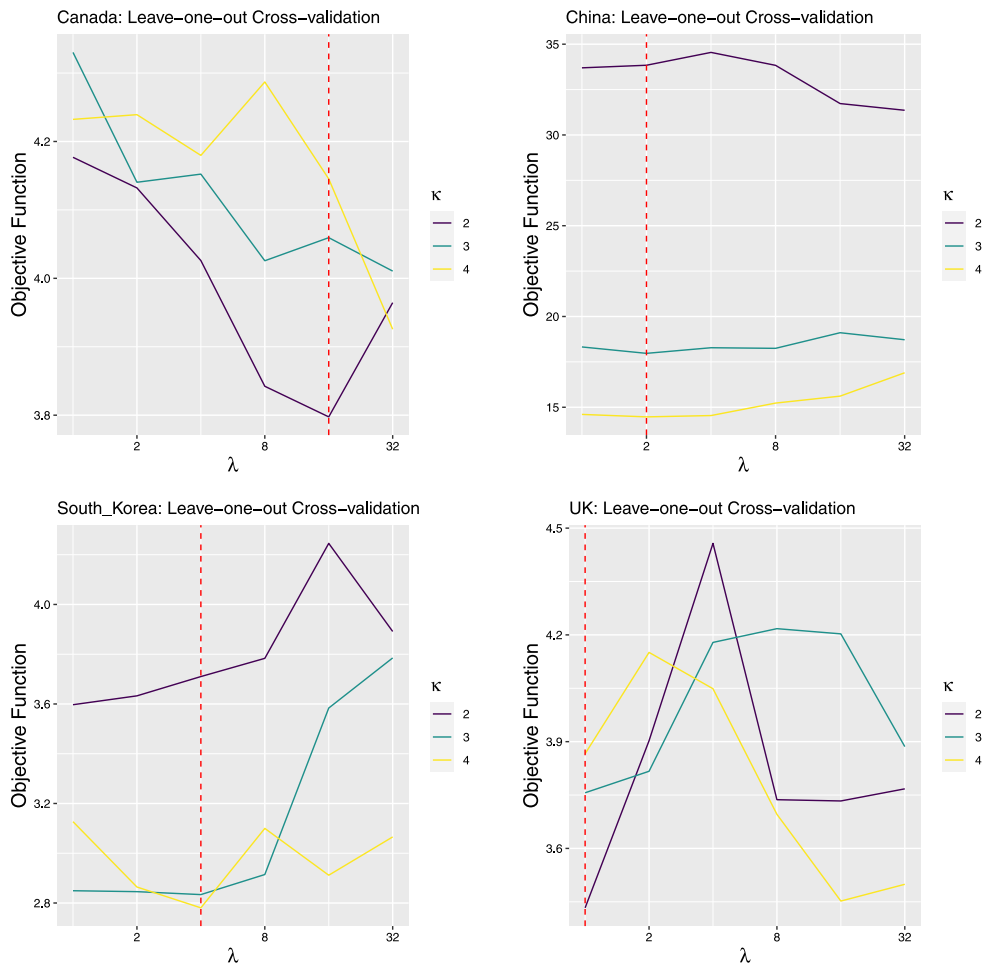 Canada: Leave−one−out Cross−validation
Objective Function
4.2
4.0
3.8
2
8
32
λ
κ
2
3
4
China: Leave−one−out Cross−validation
Objective Function
35
30
25
20
15
2
8
32
λ
κ
2
3
4
South_Korea: Leave−one−out Cross−validation
Objective Function
4.0
3.6
3.2
2.8
2
8
32
λ
κ
2
3
4
UK: Leave−one−out Cross−validation
Objective Function
4.5
4.2
3.9
3.6
2
8
32
λ
κ
2
3
4